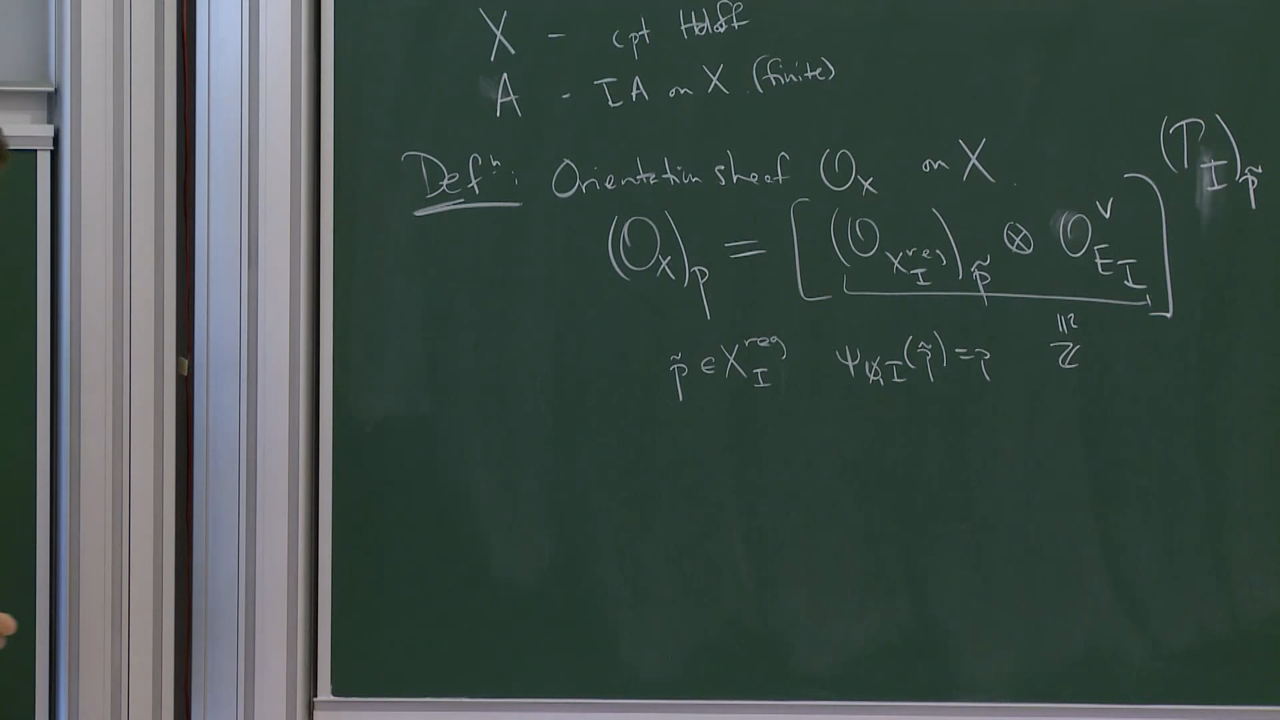 X - cpt Hdoff
A - IA on X (finite)
Defⁿ: Orientation sheaf 𝒪_X on X.
(𝒪_X)_p = [(𝒪_{X_I^{reg}})_{p̃} ⊗ 𝒪_{E_I}^∨]^{(Γ_I)_{p̃}}
≅ ℤ
p̃ ∈ X_I^{reg} ψ_{∅I}(p̃) = p